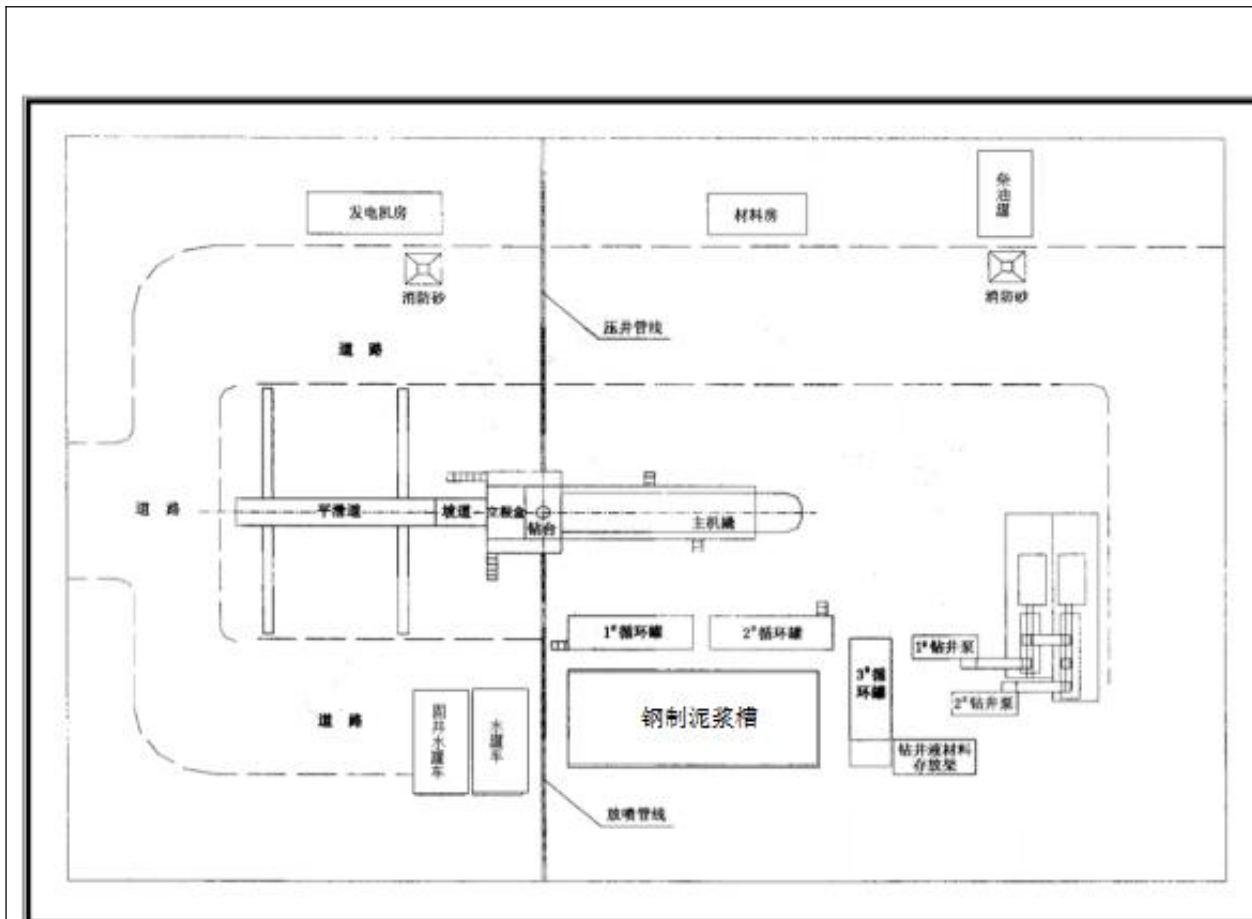 柴油罐
发电机房
材料房
消防砂
消防砂
压井管线
道 路
道 路
平滑道
坡道
立根盒
钻台
主机撬
1#循环罐
2#循环罐
1#钻井泵
3#循
环罐
2#钻井泵
道 路
固井水罐车
水罐车
钢制泥浆槽
钻井液材料
存放架
放喷管线